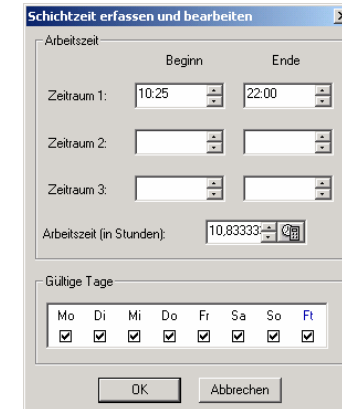 Schichtzeit erfassen und bearbeiten
Arbeitszeit
Beginn Ende
Zeitraum 1: 10:25 22:00
Zeitraum 2:
Zeitraum 3:
Arbeitszeit (in Stunden): 10,83333
Gültige Tage
Mo Di Mi Do Fr Sa So Ft
OK Abbrechen